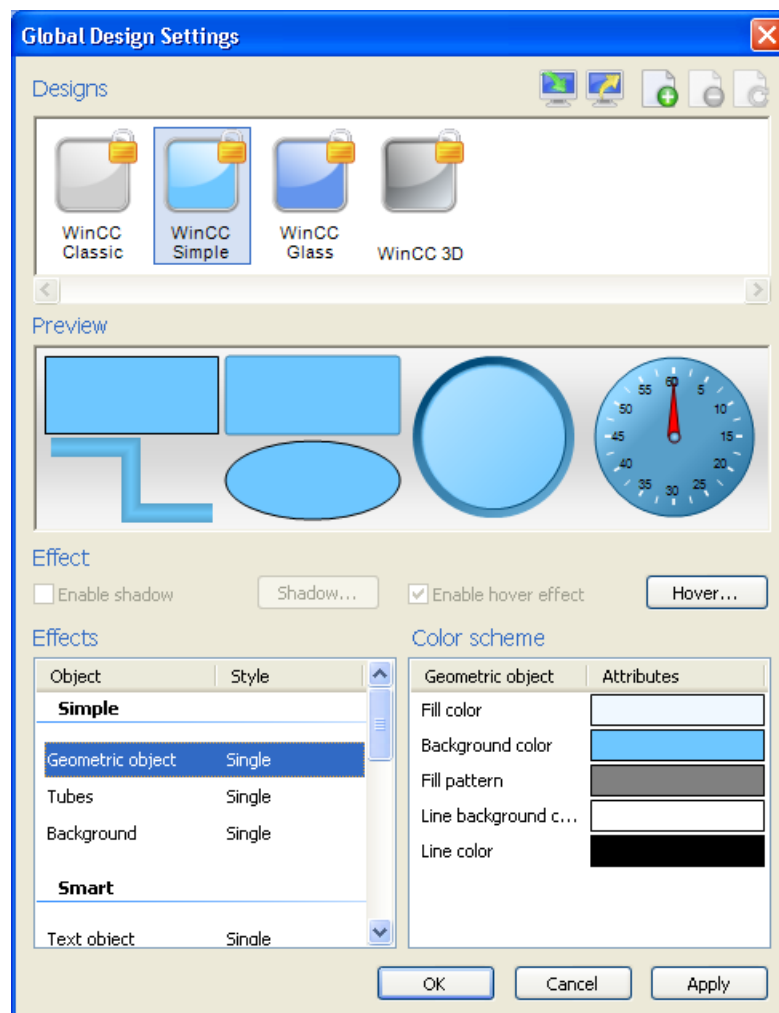 Global Design Settings
Designs
WinCC Classic
WinCC Simple
WinCC Glass
WinCC 3D
Preview
60 5 10 15 20 25 30 35 40 45 50 55
Effect
Enable shadow Shadow... Enable hover effect Hover...
Effects Color scheme
Object Style Geometric object Attributes
Simple Fill color
Geometric object Single Background color
Tubes Single Fill pattern
Background Single Line background c...
Smart Line color
Text object Single
OK Cancel Apply